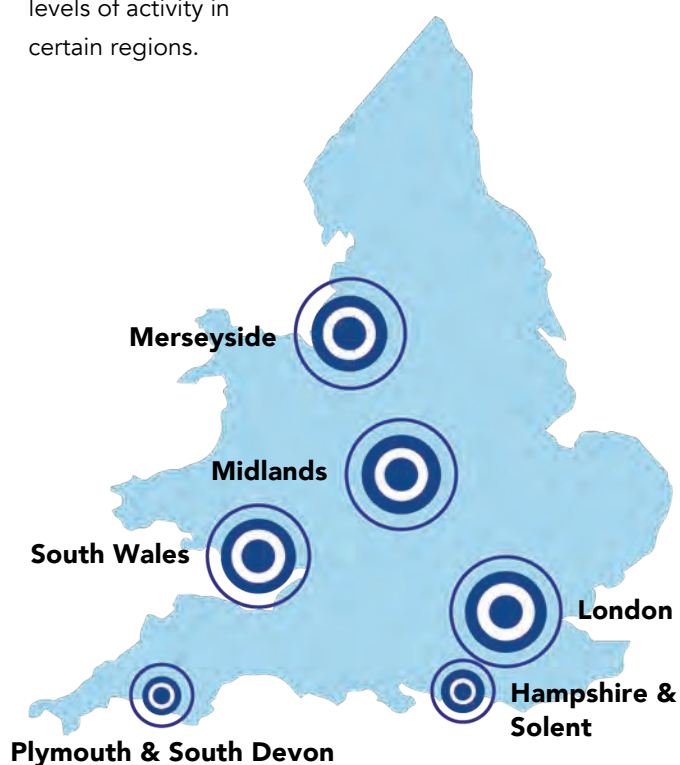 levels of activity in
certain regions.
Merseyside
Midlands
South Wales
London
Hampshire &
Solent
Plymouth & South Devon